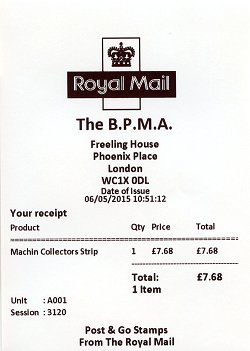 Royal Mail
The B.P.M.A.
Freeling House
Phoenix Place
London
WC1X 0DL
Date of Issue
06/05/2015 10:51:12
Your receipt
Product Qty Price Total
Machin Collectors Strip 1 £7.68 £7.68
Total: £7.68
1 Item
Unit : A001
Session : 3120
Post & Go Stamps
From The Royal Mail